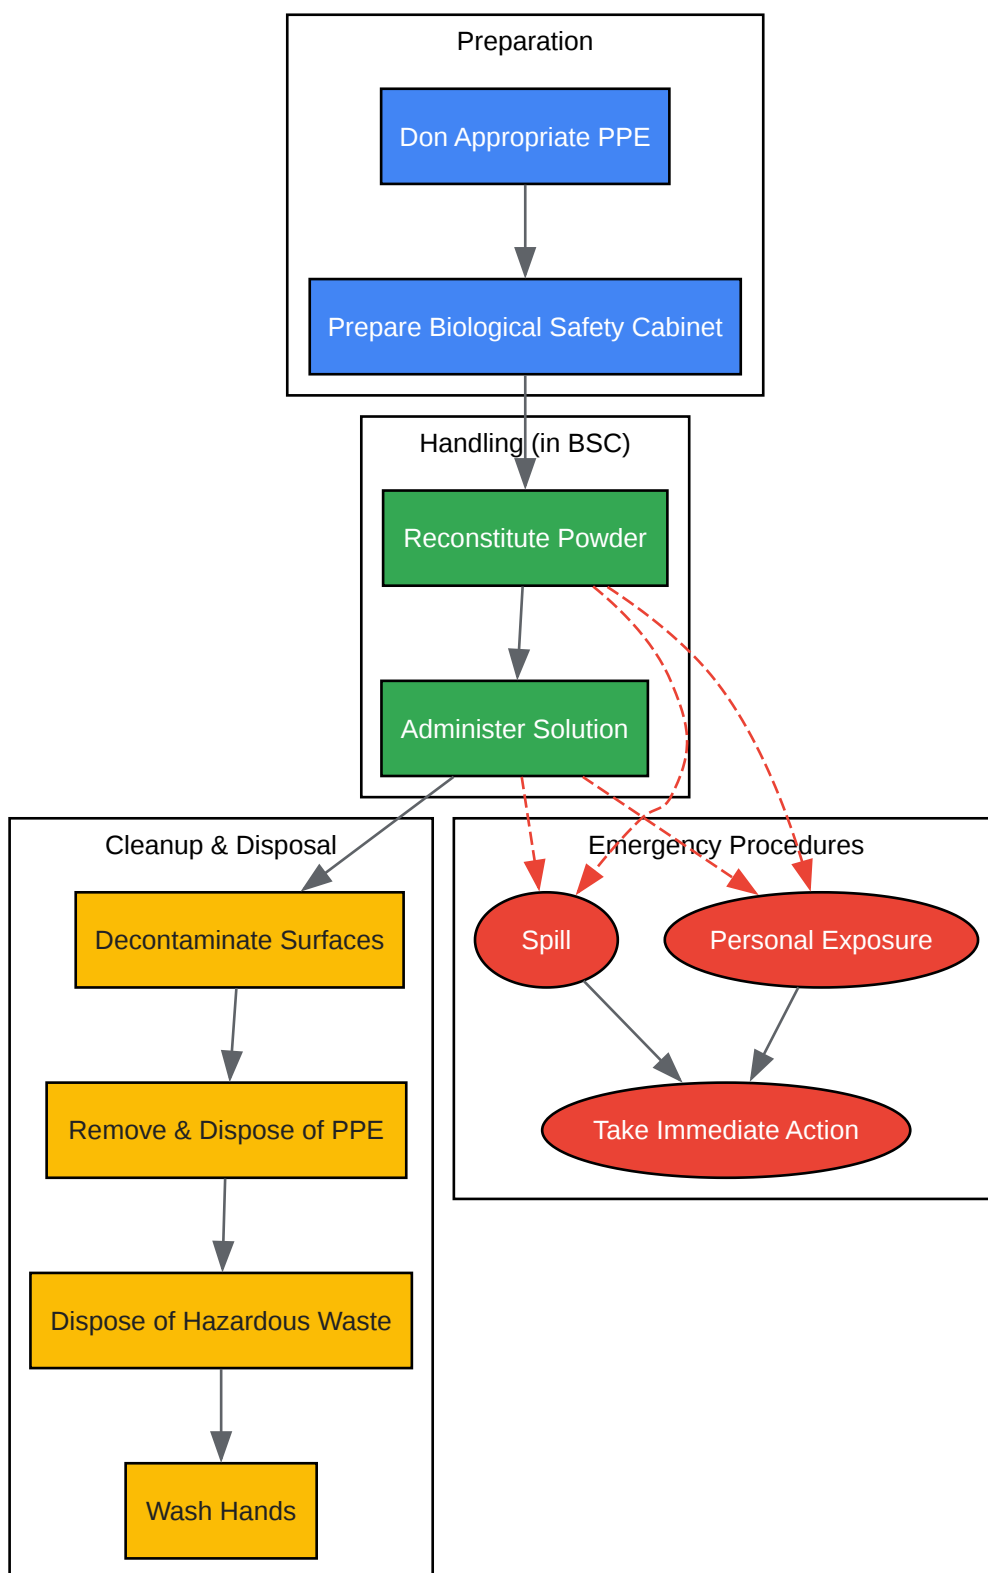 Preparation
Don Appropriate PPE
Prepare Biological Safety Cabinet
Handling (in BSC)
Reconstitute Powder
Administer Solution
Cleanup & Disposal
Decontaminate Surfaces
Remove & Dispose of PPE
Dispose of Hazardous Waste
Wash Hands
Emergency Procedures
Spill
Personal Exposure
Take Immediate Action